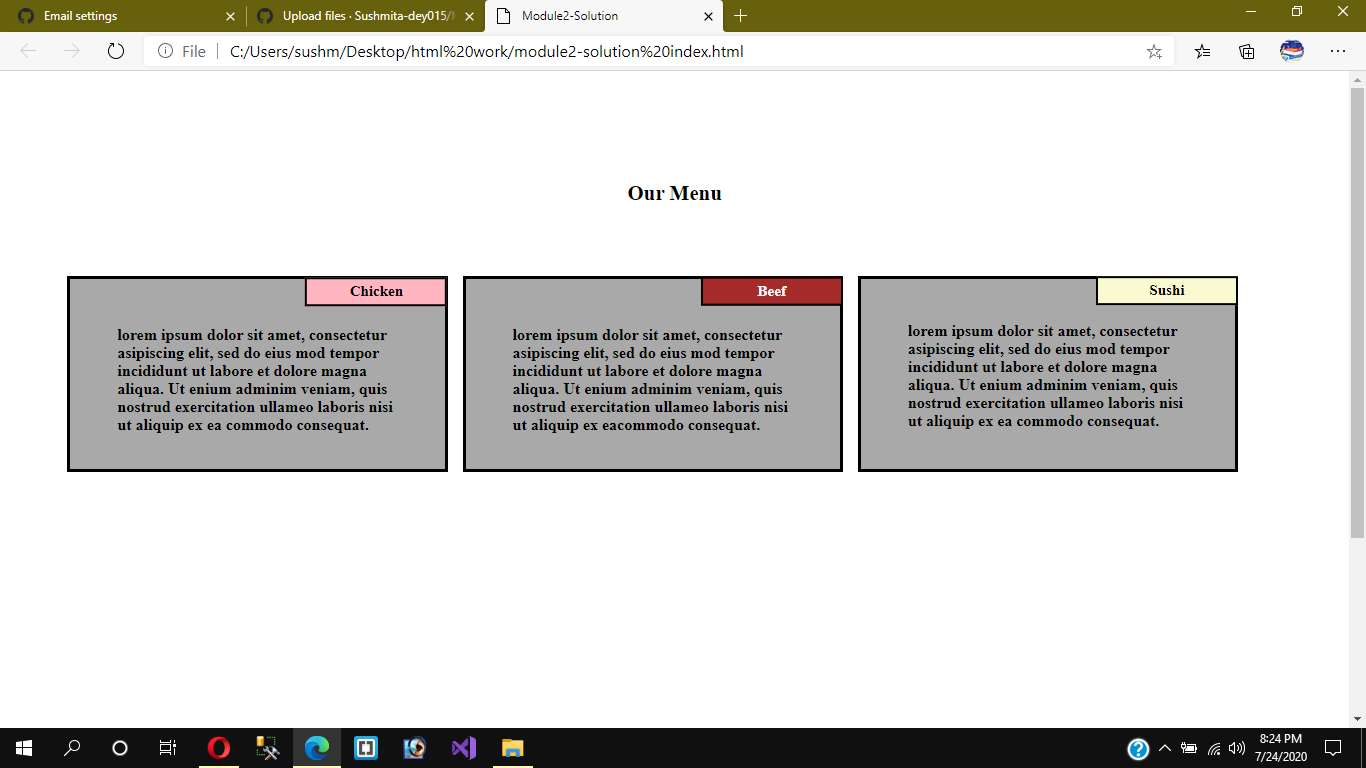 Email settings
Upload files · Sushmita-dey015/
Module2-Solution
File
C:/Users/sushm/Desktop/html%20work/module2-solution%20index.html
Our Menu
Chicken
lorem ipsum dolor sit amet, consectetur
asipiscing elit, sed do eius mod tempor
incididunt ut labore et dolore magna
aliqua. Ut enium adminim veniam, quis
nostrud exercitation ullameo laboris nisi
ut aliquip ex ea commodo consequat.
Beef
lorem ipsum dolor sit amet, consectetur
asipiscing elit, sed do eius mod tempor
incididunt ut labore et dolore magna
aliqua. Ut enium adminim veniam, quis
nostrud exercitation ullameo laboris nisi
ut aliquip ex eacommodo consequat.
Sushi
lorem ipsum dolor sit amet, consectetur
asipiscing elit, sed do eius mod tempor
incididunt ut labore et dolore magna
aliqua. Ut enium adminim veniam, quis
nostrud exercitation ullameo laboris nisi
ut aliquip ex ea commodo consequat.
8:24 PM
7/24/2020